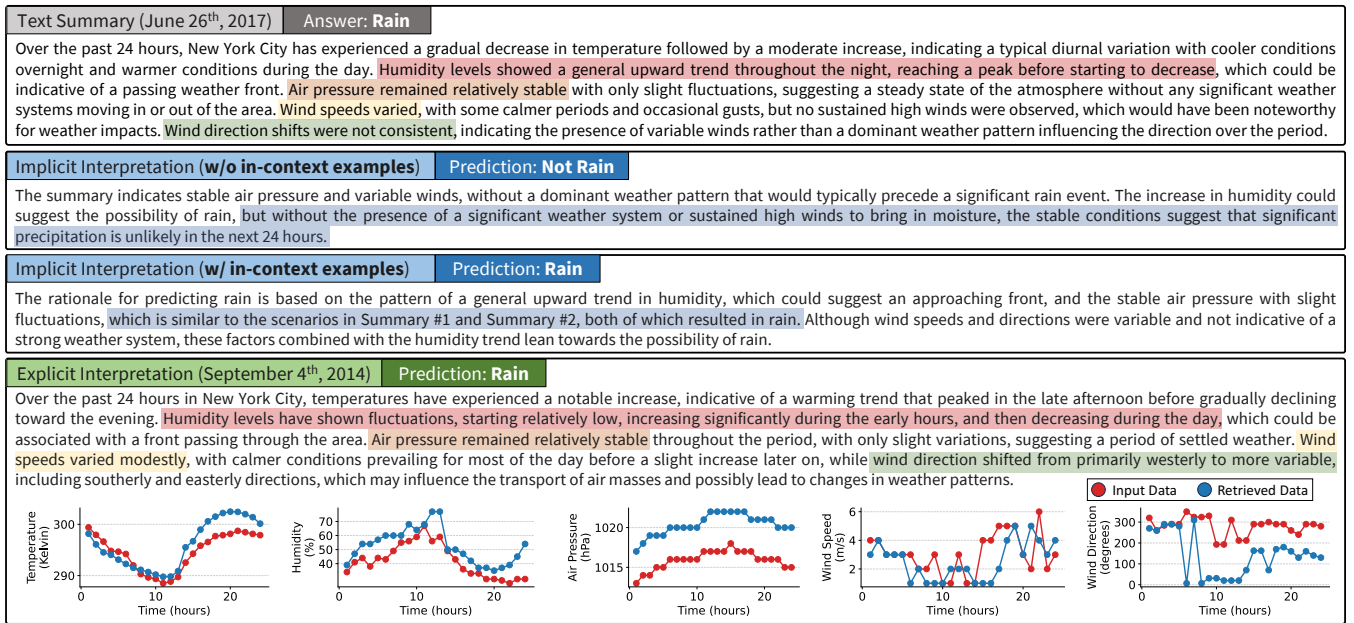 Text Summary (June 26th, 2017) Answer: Rain
Over the past 24 hours, New York City has experienced a gradual decrease in temperature followed by a moderate increase, indicating a typical diurnal variation with cooler conditions
overnight and warmer conditions during the day. Humidity levels showed a general upward trend throughout the night, reaching a peak before starting to decrease, which could be
indicative of a passing weather front. Air pressure remained relatively stable with only slight fluctuations, suggesting a steady state of the atmosphere without any significant weather
systems moving in or out of the area. Wind speeds varied, with some calmer periods and occasional gusts, but no sustained high winds were observed, which would have been noteworthy
for weather impacts. Wind direction shifts were not consistent, indicating the presence of variable winds rather than a dominant weather pattern influencing the direction over the period.
Implicit Interpretation (w/o in-context examples) Prediction: Not Rain
The summary indicates stable air pressure and variable winds, without a dominant weather pattern that would typically precede a significant rain event. The increase in humidity could
suggest the possibility of rain, but without the presence of a significant weather system or sustained high winds to bring in moisture, the stable conditions suggest that significant
precipitation is unlikely in the next 24 hours.
Implicit Interpretation (w/ in-context examples) Prediction: Rain
The rationale for predicting rain is based on the pattern of a general upward trend in humidity, which could suggest an approaching front, and the stable air pressure with slight
fluctuations, which is similar to the scenarios in Summary #1 and Summary #2, both of which resulted in rain. Although wind speeds and directions were variable and not indicative of a
strong weather system, these factors combined with the humidity trend lean towards the possibility of rain.
Explicit Interpretation (September 4th, 2014) Prediction: Rain
Over the past 24 hours in New York City, temperatures have experienced a notable increase, indicative of a warming trend that peaked in the late afternoon before gradually declining
toward the evening. Humidity levels have shown fluctuations, starting relatively low, increasing significantly during the early hours, and then decreasing during the day, which could be
associated with a front passing through the area. Air pressure remained relatively stable throughout the period, with only slight variations, suggesting a period of settled weather. Wind
speeds varied modestly, with calmer conditions prevailing for most of the day before a slight increase later on, while wind direction shifted from primarily westerly to more variable,
including southerly and easterly directions, which may influence the transport of air masses and possibly lead to changes in weather patterns.
Input Data Retrieved Data
Temperature
(Kelvin)
300
290
0 10 20
Time (hours)
Humidity
(%)
70
60
50
40
0 10 20
Time (hours)
Air Pressure
(hPa)
1020
1015
0 10 20
Time (hours)
Wind Speed
(m/s)
6
4
2
0 10 20
Time (hours)
Wind Direction
(degrees)
300
200
100
0
0 10 20
Time (hours)